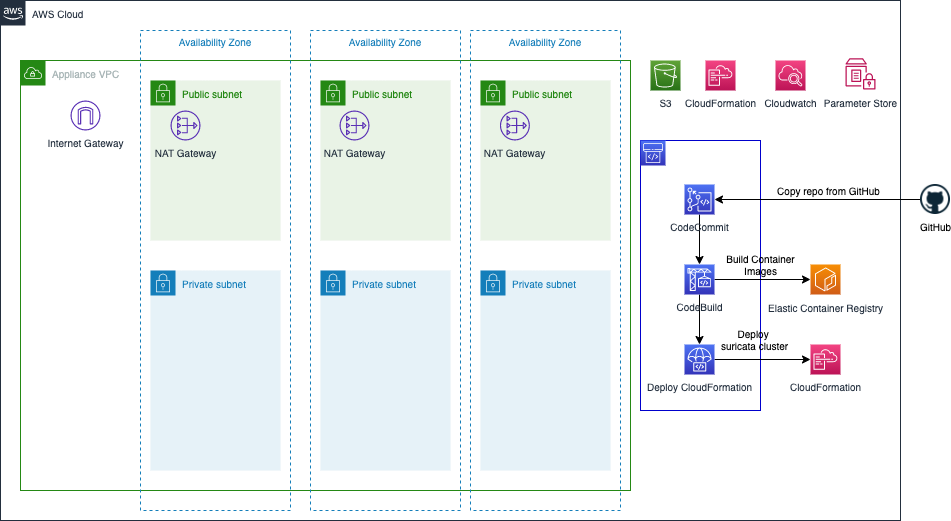 aws
AWS Cloud
Availability Zone
Availability Zone
Availability Zone
Appliance VPC
Public subnet
Public subnet
Public subnet
S3
CloudFormation
Cloudwatch
Parameter Store
Internet Gateway
NAT Gateway
NAT Gateway
NAT Gateway
Copy repo from GitHub
CodeCommit
GitHub
Build Container
Images
Private subnet
Private subnet
Private subnet
CodeBuild
Elastic Container Registry
Deploy
suricata cluster
Deploy CloudFormation
CloudFormation